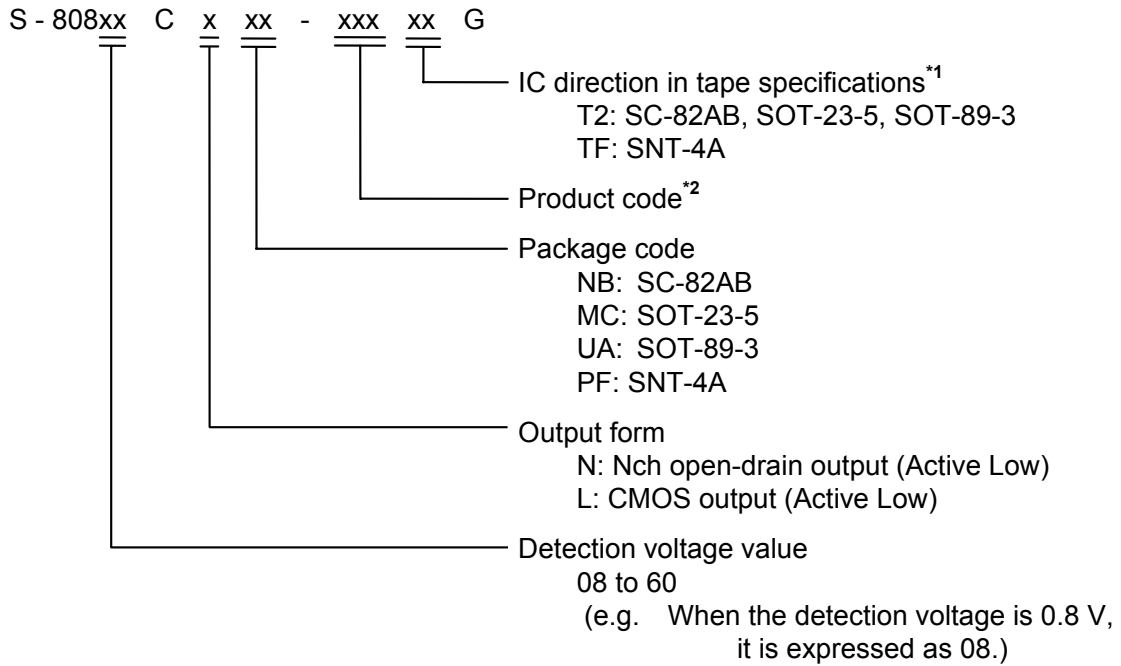 S - 808xx C x xx - xxx xx G
IC direction in tape specifications*1
T2: SC-82AB, SOT-23-5, SOT-89-3
TF: SNT-4A
Product code*2
Package code
NB: SC-82AB
MC: SOT-23-5
UA: SOT-89-3
PF: SNT-4A
Output form
N: Nch open-drain output (Active Low)
L: CMOS output (Active Low)
Detection voltage value
08 to 60
(e.g. When the detection voltage is 0.8 V,
it is expressed as 08.)